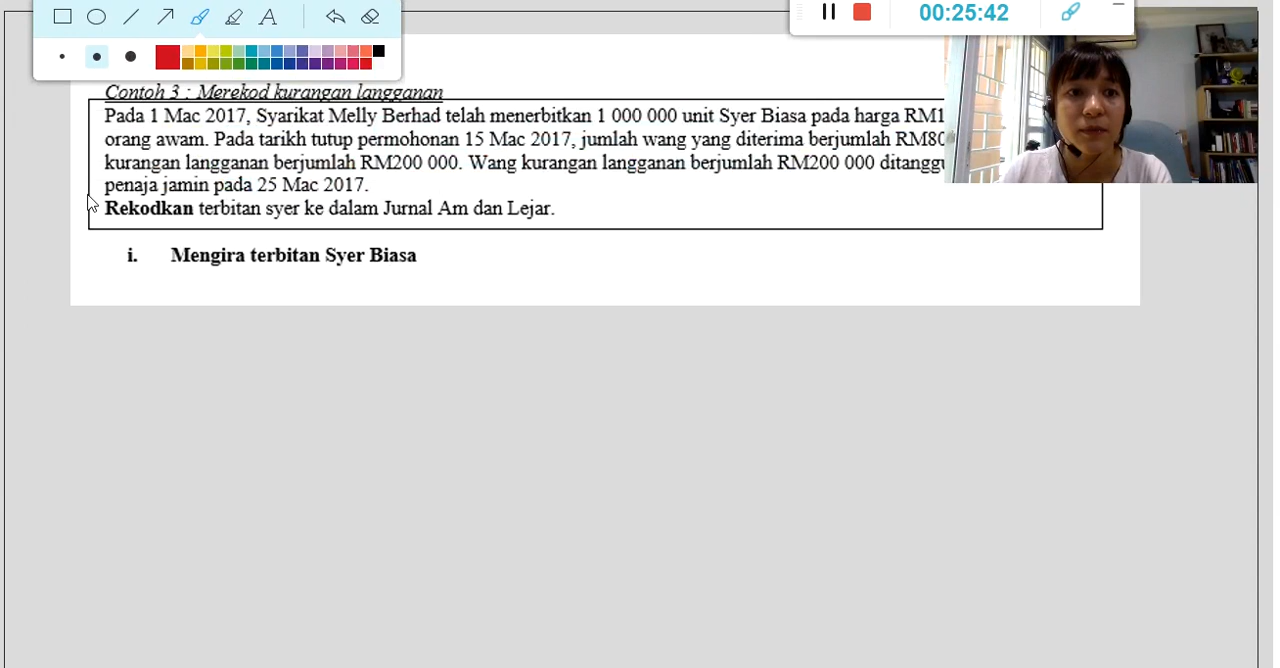 A
00:25:42
Contoh 3 : Merekod kurangan langganan
Pada 1 Mac 2017, Syarikat Melly Berhad telah menerbitkan 1 000 000 unit Syer Biasa pada harga RM1
orang awam. Pada tarikh tutup permohonan 15 Mac 2017, jumlah wang yang diterima berjumlah
kurangan langganan berjumlah RM200 000. Wang kurangan langganan berjumlah RM200 000
penaja jamin pada 25 Mac 2017.
Rekodkan terbitan syer ke dalam Jurnal Am dan Lejar.
i. Mengira terbitan Syer Biasa